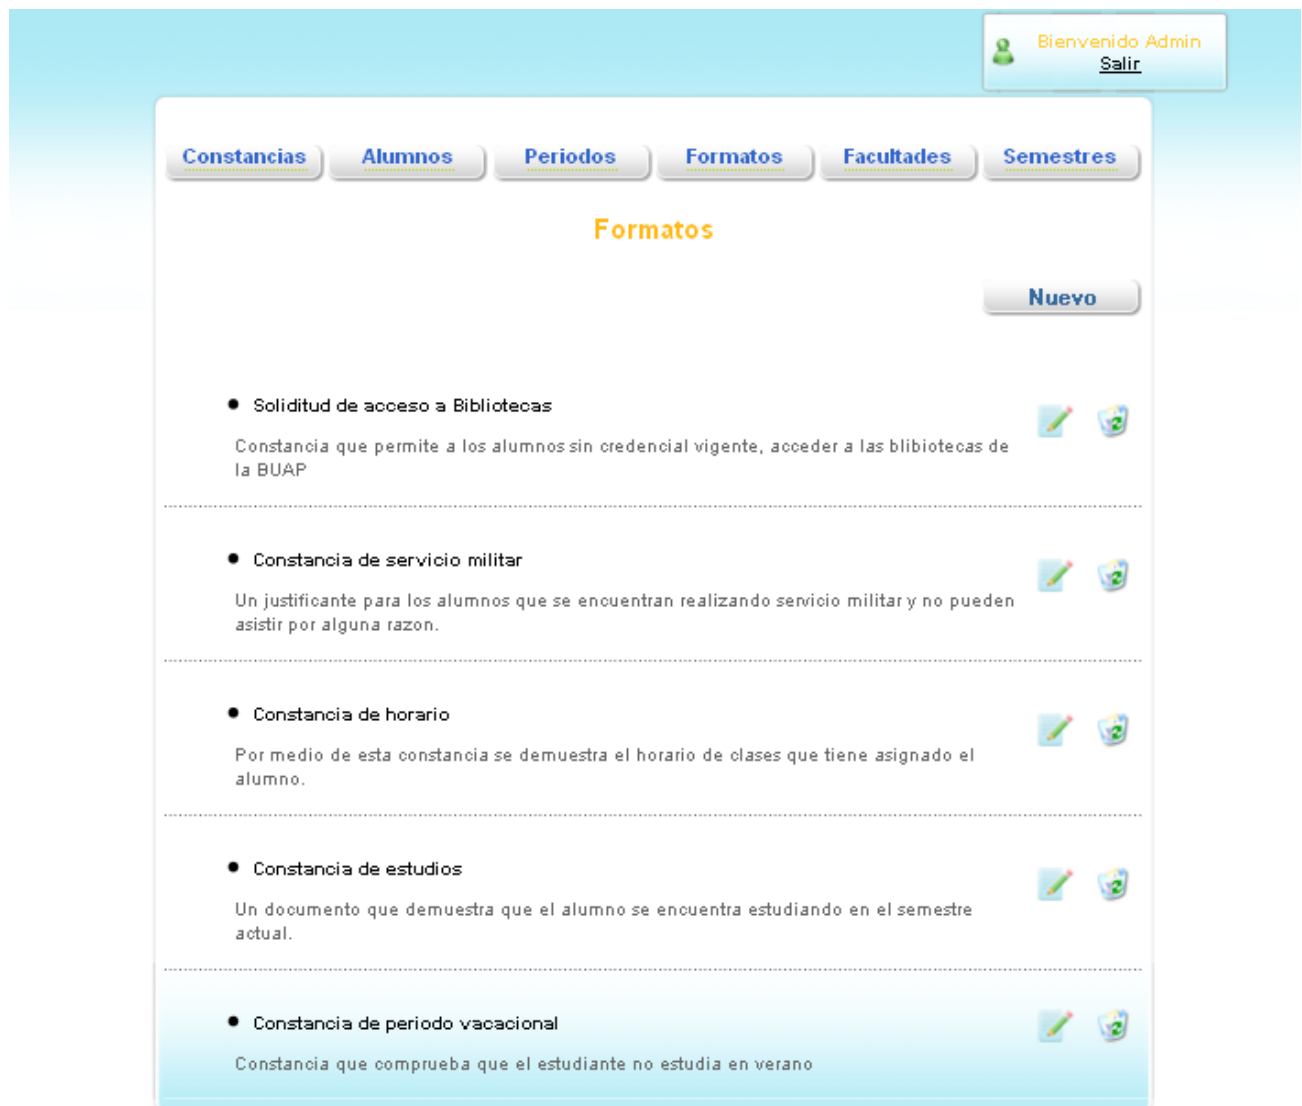 Bienvenido Admin
Salir
Constancias Alumnos Periodos Formatos Facultades Semestres
Formatos
Nuevo
Soliditud de acceso a Bibliotecas
Constancia que permite a los alumnos sin credencial vigente, acceder a las blibiotecas de
la BUAP
Constancia de servicio militar
Un justificante para los alumnos que se encuentran realizando servicio militar y no pueden
asistir por alguna razon.
Constancia de horario
Por medio de esta constancia se demuestra el horario de clases que tiene asignado el
alumno.
Constancia de estudios
Un documento que demuestra que el alumno se encuentra estudiando en el semestre
actual.
Constancia de periodo vacacional
Constancia que comprueba que el estudiante no estudia en verano